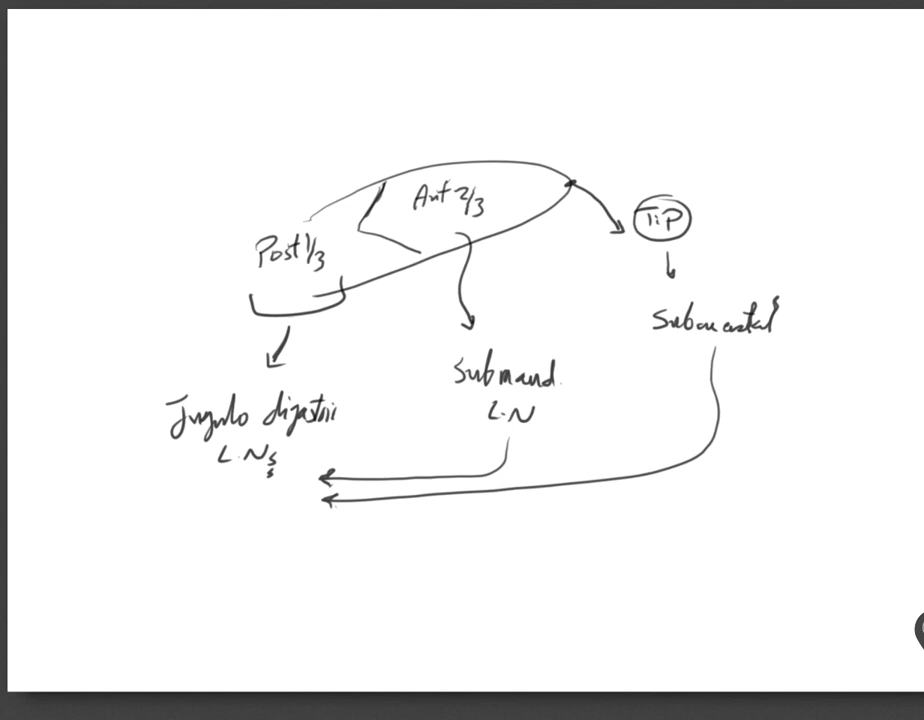 Ant 2/3
TiP
Post 1/3
Submental
Submand.
L.N
Jugulo digastric
L.Ns